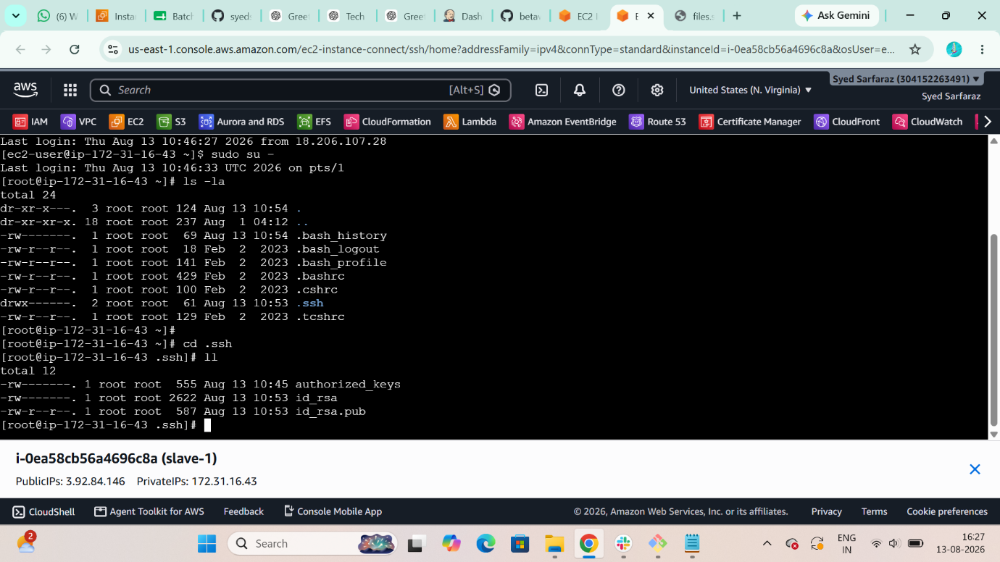 (6) W
Instan
Batch
syeds
Greet
Tech
Greet
Dash
betaw
EC2 I
E
files.s
Ask Gemini
us-east-1.console.aws.amazon.com/ec2-instance-connect/ssh/home?addressFamily=ipv4&connType=standard&instanceId=i-0ea58cb56a4696c8a&osUser=e...
aws
Search
[Alt+S]
United States (N. Virginia)
Syed Sarfaraz (304152263491)
Syed Sarfaraz
IAM
VPC
EC2
S3
Aurora and RDS
EFS
CloudFormation
Lambda
Amazon EventBridge
Route 53
Certificate Manager
CloudFront
CloudWatch
Last login: Thu Aug 13 10:46:27 2026 from 18.206.107.28
[ec2-user@ip-172-31-16-43 ~]$ sudo su -
Last login: Thu Aug 13 10:46:33 UTC 2026 on pts/1
[root@ip-172-31-16-43 ~]# ls -la
total 24
dr-xr-x---.  3 root root 124 Aug 13 10:54 .
dr-xr-xr-x. 18 root root 237 Aug  1 04:12 ..
-rw-------.  1 root root  69 Aug 13 10:54 .bash_history
-rw-r--r--.  1 root root  18 Feb  2  2023 .bash_logout
-rw-r--r--.  1 root root 141 Feb  2  2023 .bash_profile
-rw-r--r--.  1 root root 429 Feb  2  2023 .bashrc
-rw-r--r--.  1 root root 100 Feb  2  2023 .cshrc
drwx------.  2 root root  61 Aug 13 10:53 .ssh
-rw-r--r--.  1 root root 129 Feb  2  2023 .tcshrc
[root@ip-172-31-16-43 ~]#
[root@ip-172-31-16-43 ~]# cd .ssh
[root@ip-172-31-16-43 .ssh]# ll
total 12
-rw-------. 1 root root  555 Aug 13 10:45 authorized_keys
-rw-------. 1 root root 2622 Aug 13 10:53 id_rsa
-rw-r--r--. 1 root root  587 Aug 13 10:53 id_rsa.pub
[root@ip-172-31-16-43 .ssh]#
i-0ea58cb56a4696c8a (slave-1)
PublicIPs: 3.92.84.146 PrivateIPs: 172.31.16.43
CloudShell
Agent Toolkit for AWS
Feedback
Console Mobile App
© 2026, Amazon Web Services, Inc. or its affiliates.
Privacy
Terms
Cookie preferences
2
Search
ENG
IN
16:27
13-08-2026